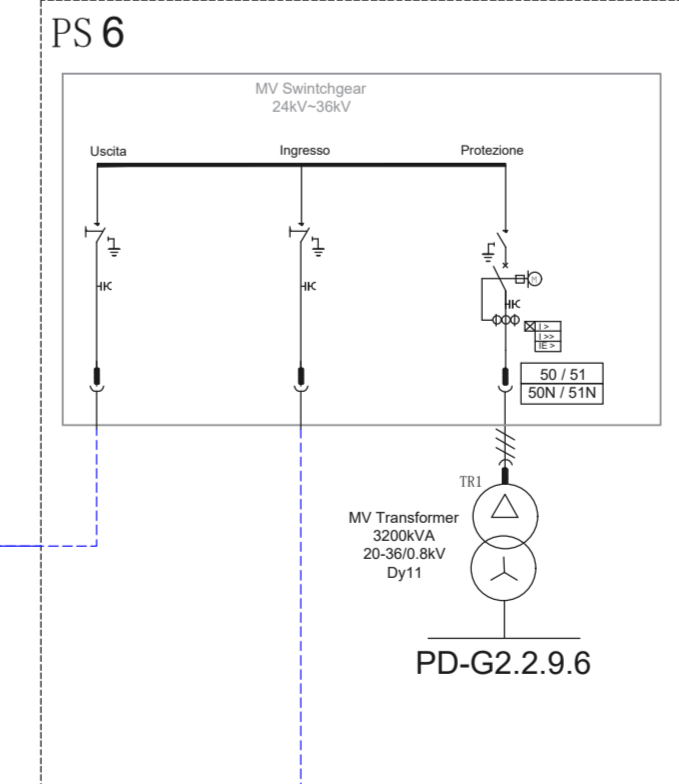 PS 6
MV Swintchgear
24kV~36kV
Uscita
Ingresso
Protezione
M
I >
I >>
IE >
50 / 51
50N / 51N
TR1
MV Transformer
3200kVA
20-36/0.8kV
Dy11
PD-G2.2.9.6